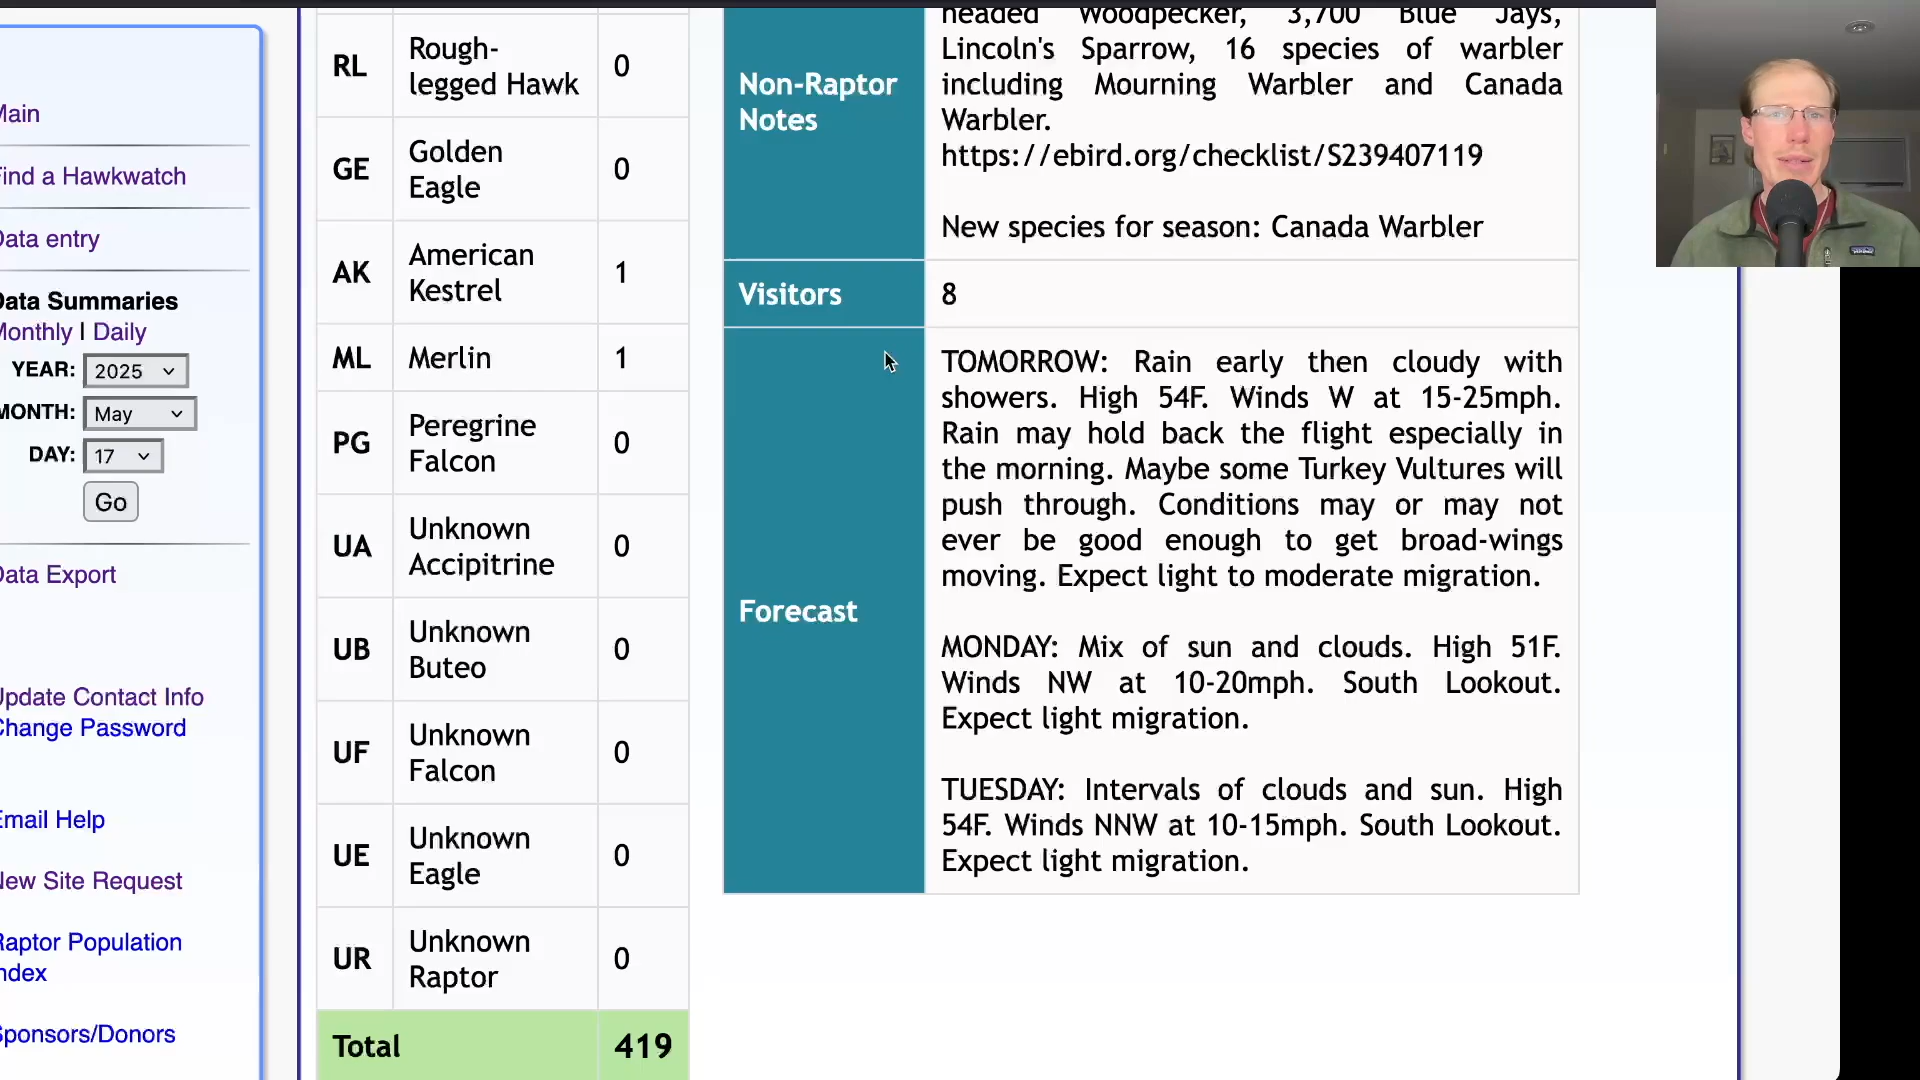 Main
Find a Hawkwatch
Data entry
Data Summaries
Monthly | Daily
YEAR: 2025
MONTH: May
DAY: 17
Go
Data Export
Update Contact Info
Change Password
Email Help
New Site Request
Raptor Population
Index
Sponsors/Donors
RL Rough-legged Hawk 0
GE Golden Eagle 0
AK American Kestrel 1
ML Merlin 1
PG Peregrine Falcon 0
UA Unknown Accipitrine 0
UB Unknown Buteo 0
UF Unknown Falcon 0
UE Unknown Eagle 0
UR Unknown Raptor 0
Total 419
Non-Raptor
Notes
headed Woodpecker, 3,700 Blue Jays,
Lincoln's Sparrow, 16 species of warbler
including Mourning Warbler and Canada
Warbler.
https://ebird.org/checklist/S239407119
New species for season: Canada Warbler
Visitors 8
Forecast
TOMORROW: Rain early then cloudy with
showers. High 54F. Winds W at 15-25mph.
Rain may hold back the flight especially in
the morning. Maybe some Turkey Vultures will
push through. Conditions may or may not
ever be good enough to get broad-wings
moving. Expect light to moderate migration.
MONDAY: Mix of sun and clouds. High 51F.
Winds NW at 10-20mph. South Lookout.
Expect light migration.
TUESDAY: Intervals of clouds and sun. High
54F. Winds NNW at 10-15mph. South Lookout.
Expect light migration.